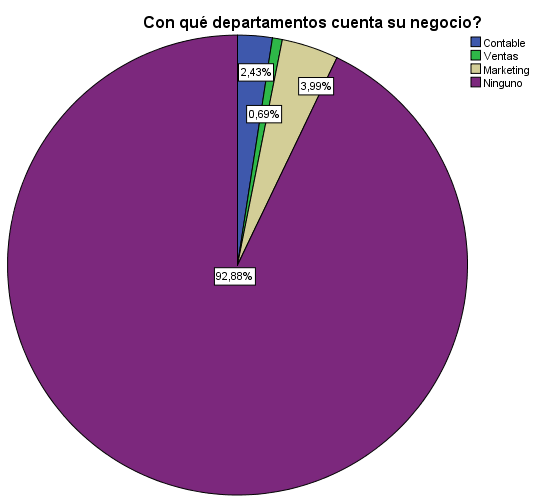 Con qué departamentos cuenta su negocio?
Contable
Ventas
Marketing
Ninguno
2,43%
0,69%
3,99%
92,88%